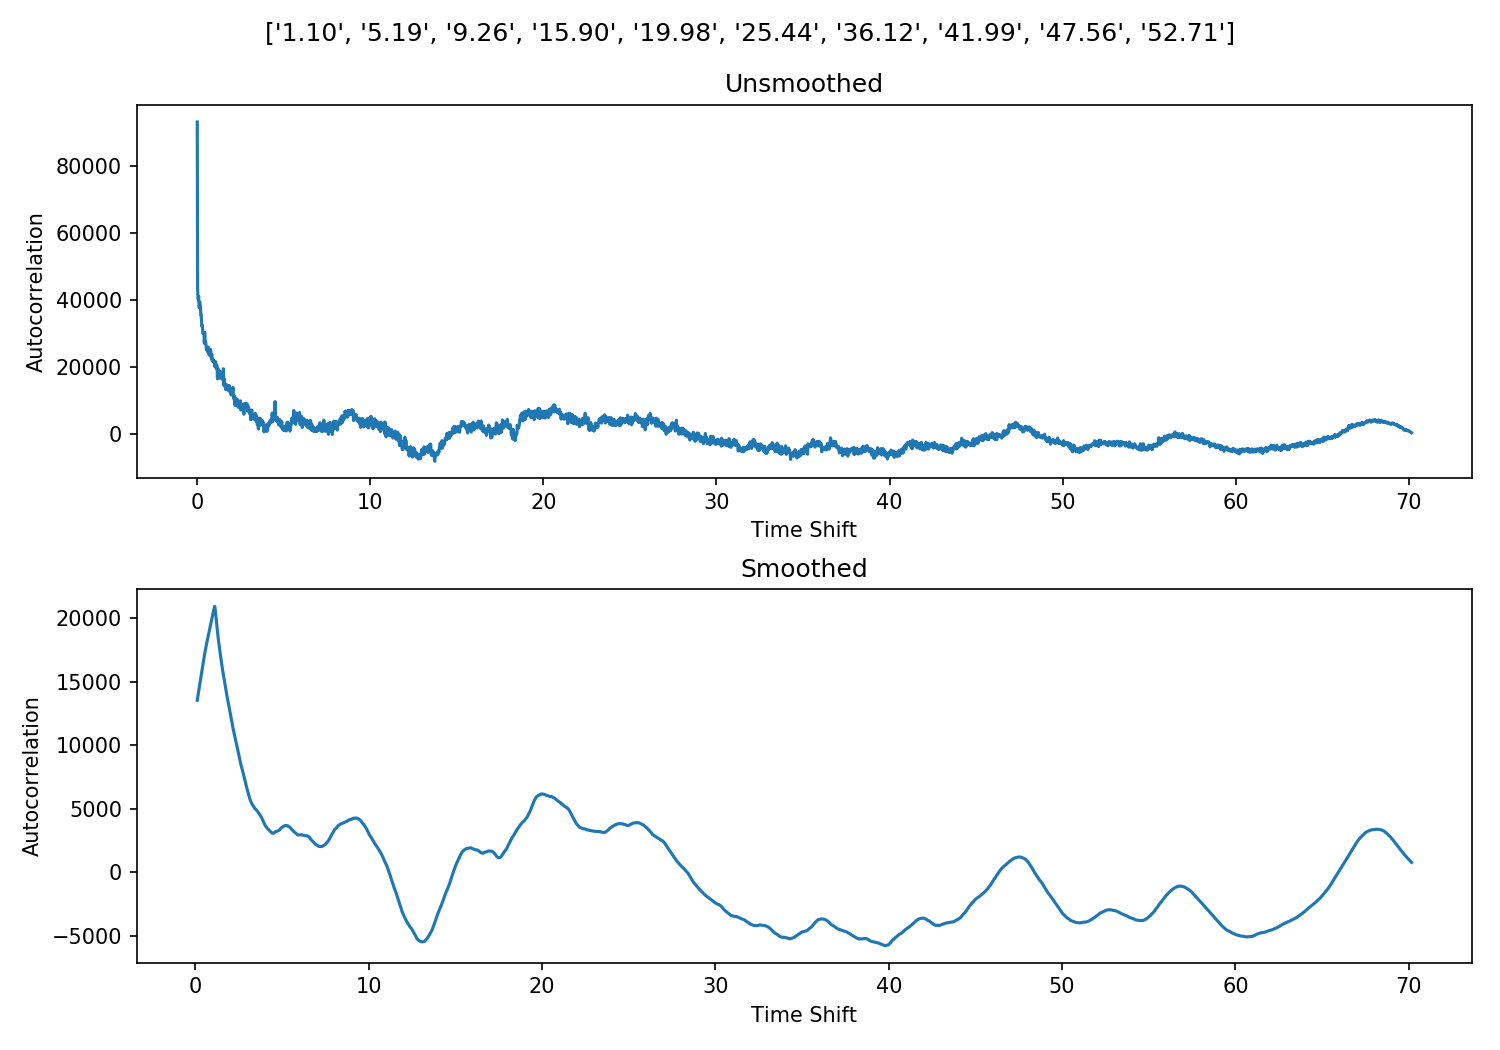 ['1.10', '5.19', '9.26', '15.90', '19.98', '25.44', '36.12', '41.99', '47.56', '52.71']
Unsmoothed
Autocorrelation
80000
60000
40000
20000
0
0 10 20 30 40 50 60 70
Time Shift
Smoothed
Autocorrelation
20000
15000
10000
5000
0
−5000
0 10 20 30 40 50 60 70
Time Shift